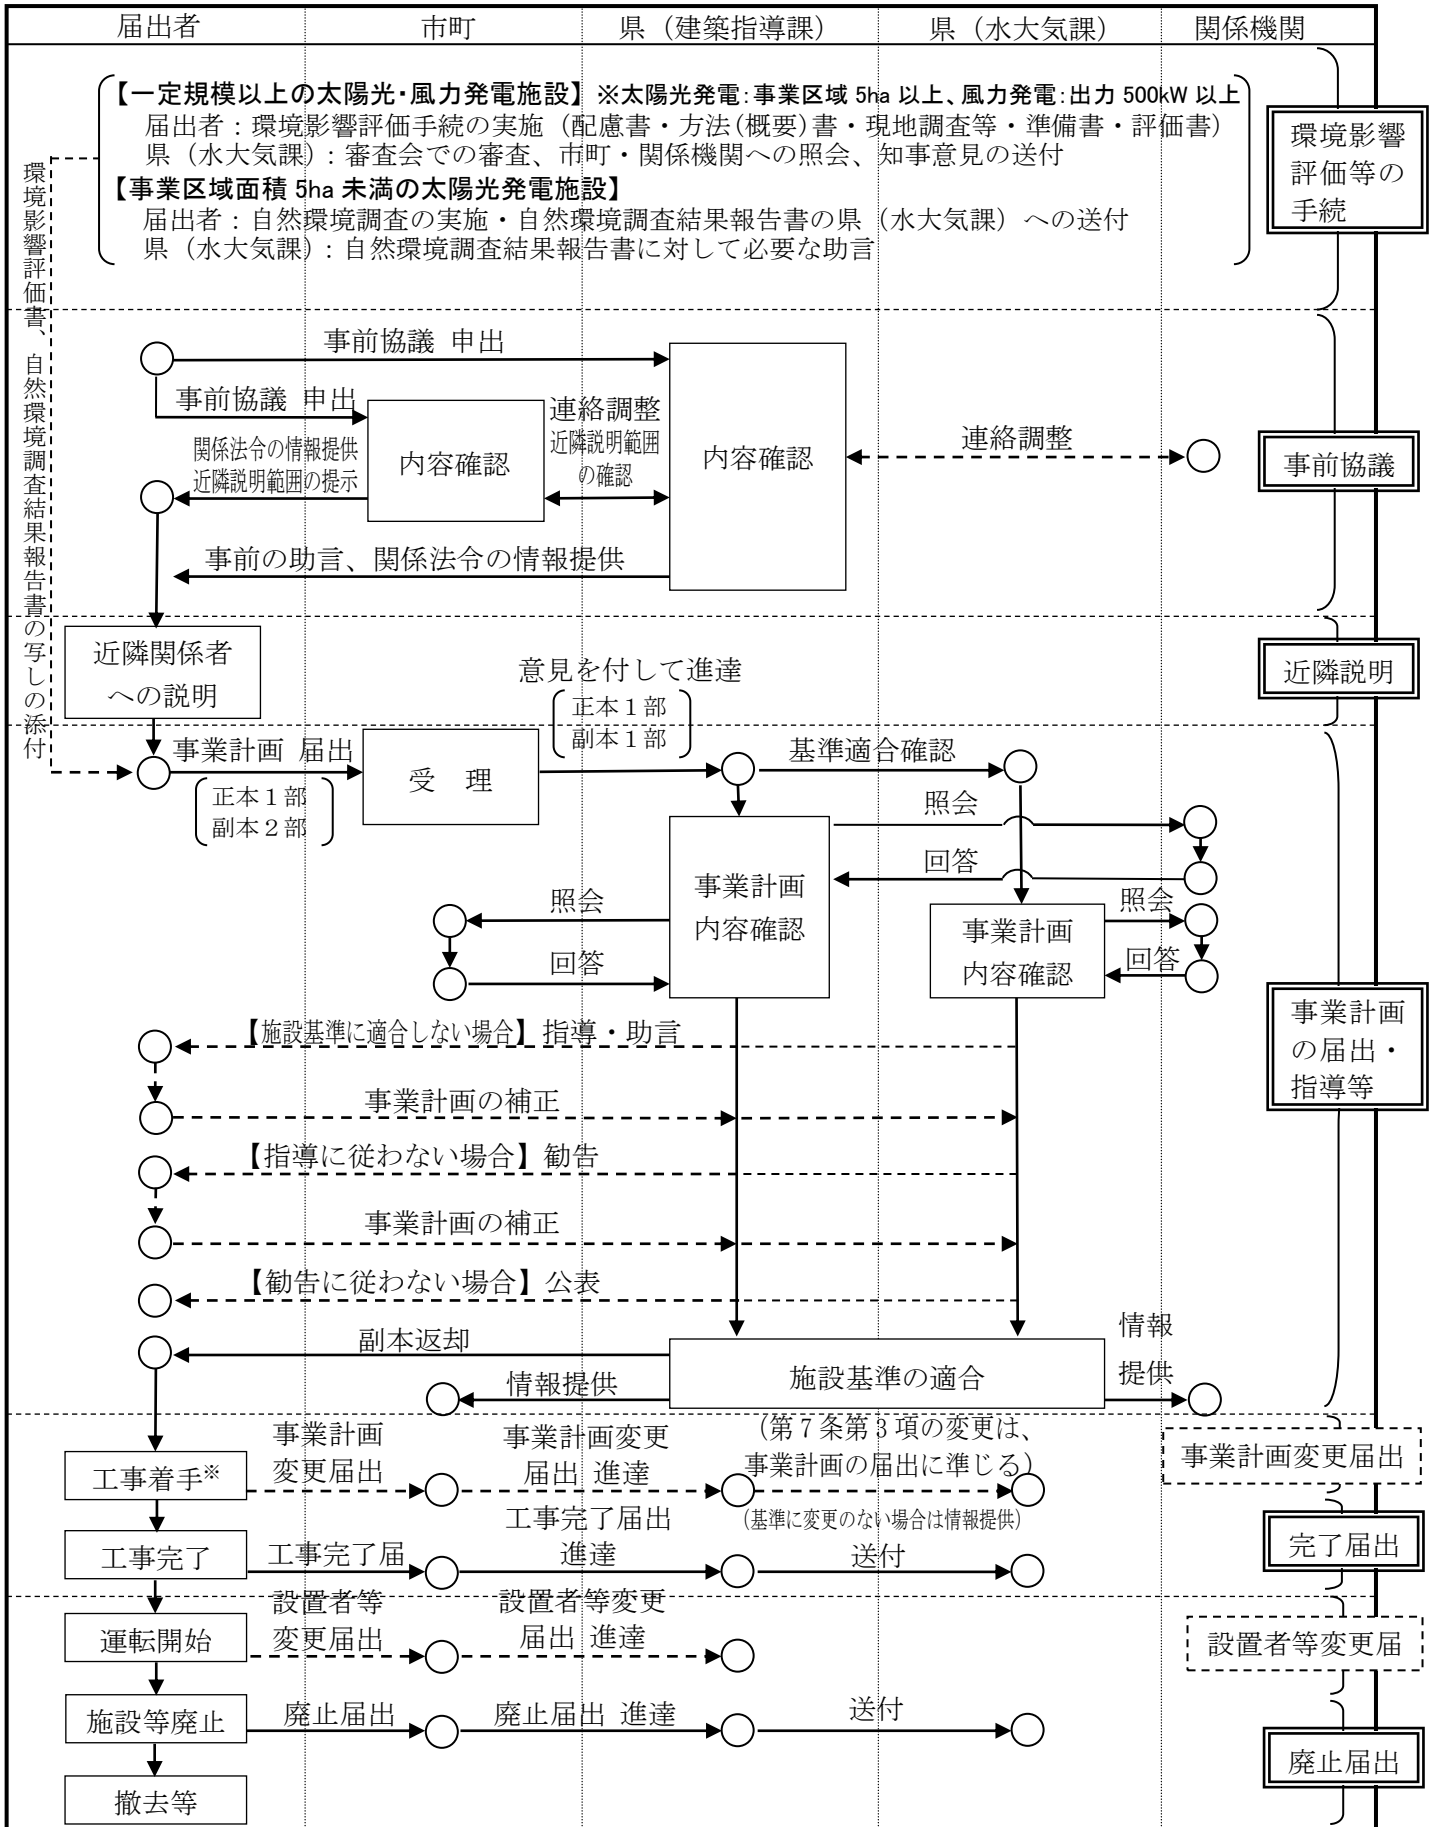 届出者
市町
県（建築指導課）
県（水大気課）
関係機関
【一定規模以上の太陽光・風力発電施設】※太陽光発電：事業区域 5ha 以上、風力発電：出力 500kW 以上
届出者：環境影響評価手続の実施（配慮書・方法(概要)書・現地調査等・準備書・評価書）
県（水大気課）：審査会での審査、市町・関係機関への照会、知事意見の送付
【事業区域面積 5ha 未満の太陽光発電施設】
届出者：自然環境調査の実施・自然環境調査結果報告書の県（水大気課）への送付
県（水大気課）：自然環境調査結果報告書に対して必要な助言
環境影響
評価等の
手続
環境影響評価書、自然環境調査結果報告書の写しの添付
事前協議 申出
事前協議 申出
連絡調整
近隣説明範囲
の確認
内容確認
内容確認
連絡調整
関係法令の情報提供
近隣説明範囲の提示
事前の助言、関係法令の情報提供
事前協議
近隣関係者
への説明
近隣説明
意見を付して進達
正本１部
副本１部
事業計画 届出
正本１部
副本２部
受　理
基準適合確認
照会
回答
事業計画
内容確認
照会
回答
事業計画
内容確認
照会
回答
事業計画
の届出・
指導等
【施設基準に適合しない場合】指導・助言
事業計画の補正
【指導に従わない場合】勧告
事業計画の補正
【勧告に従わない場合】公表
副本返却
情報提供
施設基準の適合
情報
提供
工事着手※
事業計画
変更届出
事業計画変更
届出 進達
（第７条第３項の変更は、
事業計画の届出に準じる）
（基準に変更のない場合は情報提供）
事業計画変更届出
工事完了
工事完了届
工事完了届出
進達
送付
完了届出
運転開始
設置者等
変更届出
設置者等変更
届出 進達
設置者等変更届
施設等廃止
廃止届出
廃止届出 進達
送付
廃止届出
撤去等